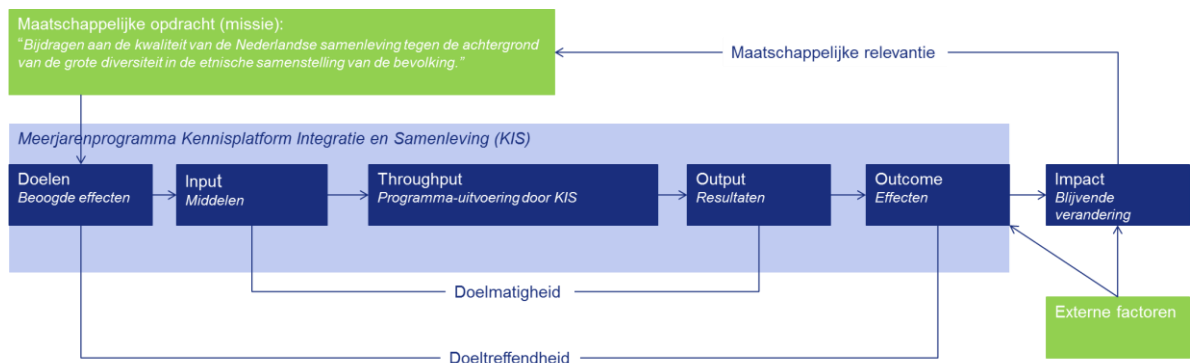 Maatschappelijke opdracht (missie):
"Bijdragen aan de kwaliteit van de Nederlandse samenleving tegen de achtergrond
van de grote diversiteit in de etnische samenstelling van de bevolking."
Maatschappelijke relevantie
Meerjarenprogramma Kennisplatform Integratie en Samenleving (KIS)
Doelen
Beoogde effecten
Input
Middelen
Throughput
Programma-uitvoering door KIS
Output
Resultaten
Outcome
Effecten
Impact
Blijvende
verandering
Doelmatigheid
Externe factoren
Doeltreffendheid